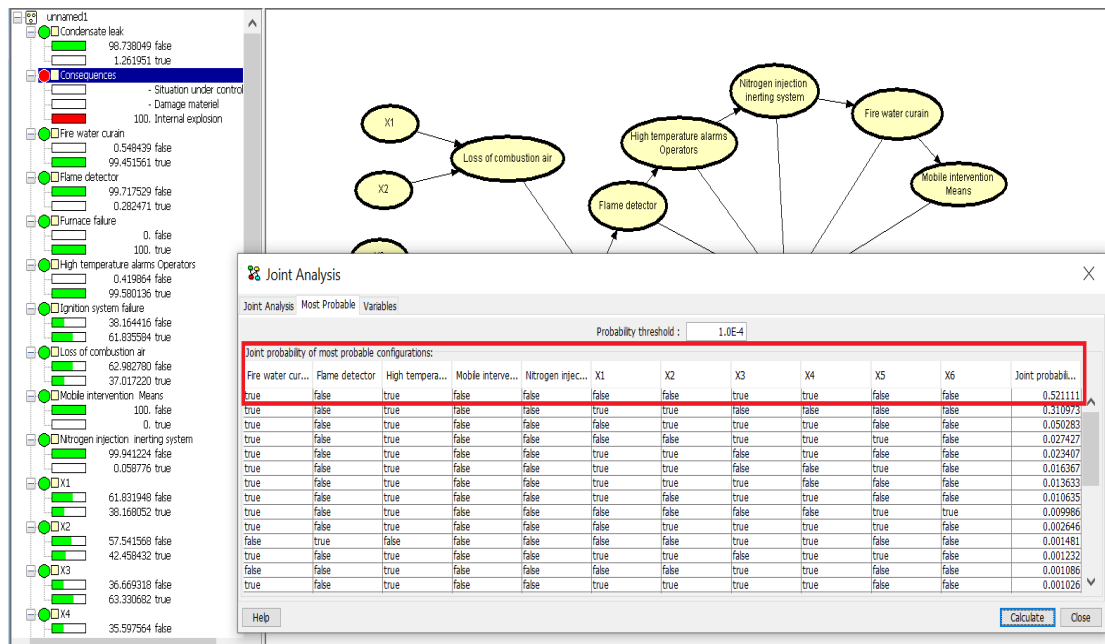 unnamed1
Condensate leak
98.738049 false
1.261951 true
Consequences
- Situation under control
- Damage materiel
100. Internal explosion
Fire water curain
0.548439 false
99.451561 true
Flame detector
99.717529 false
0.282471 true
Furnace failure
0. false
100. true
High temperature alarms Operators
0.419864 false
99.580136 true
Ignition system failure
38.164416 false
61.835584 true
Loss of combustion air
62.982780 false
37.017220 true
Mobile intervention Means
100. false
0. true
Nitrogen injection inerting system
99.941224 false
0.058776 true
X1
61.831948 false
38.168052 true
X2
57.541568 false
42.458432 true
X3
36.669318 false
63.330682 true
X4
35.597564 false
X1
X2
Loss of combustion air
Flame detector
High temperature alarms
Operators
Nitrogen injection
inerting system
Fire water curain
Mobile intervention
Means
Joint Analysis
Joint Analysis Most Probable Variables
Probability threshold : 1.0E-4
Joint probability of most probable configurations:
Fire water cur... Flame detector High tempera... Mobile interve... Nitrogen injec... X1 X2 X3 X4 X5 X6 Joint probabili...
true false true false false false false true true false false 0.521111
true false true false false true true false false false false 0.310973
true false true false false false true true true false false 0.050283
true false true false false true false true true false false 0.027427
true false true false false true true false false true false 0.023407
true false true false false true true false true false false 0.016367
true false true false false true true true false false false 0.013633
true false true false false false false true true true false 0.010635
true false true false false true true true true false false 0.009986
true false true false false false true true true true false 0.002646
false true false false false false false true true false false 0.001481
true false true false false true true false true true false 0.001232
false false true false false false false true true false false 0.001086
true false true false false true true true true false false 0.001026
Help Calculate Close